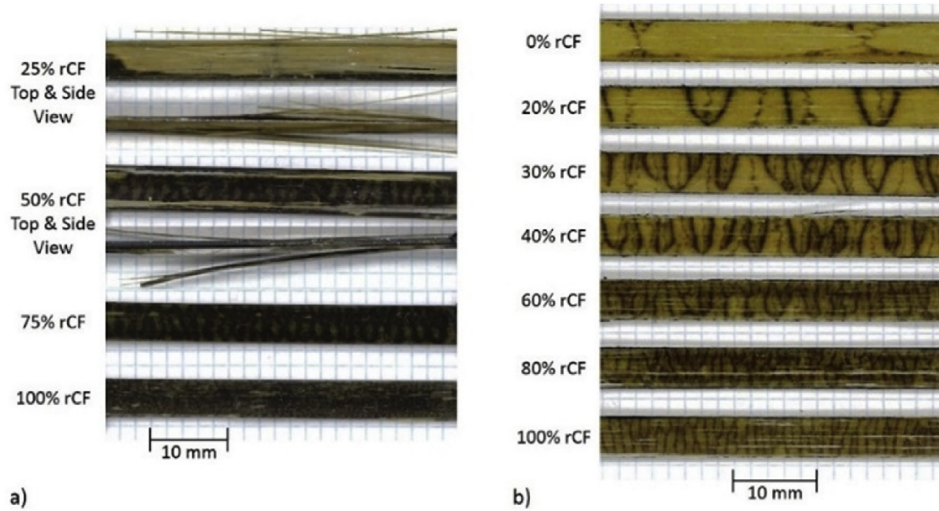 25% rCF
Top & Side
View
50% rCF
Top & Side
View
75% rCF
100% rCF
10 mm
a)
0% rCF
20% rCF
30% rCF
40% rCF
60% rCF
80% rCF
100% rCF
10 mm
b)